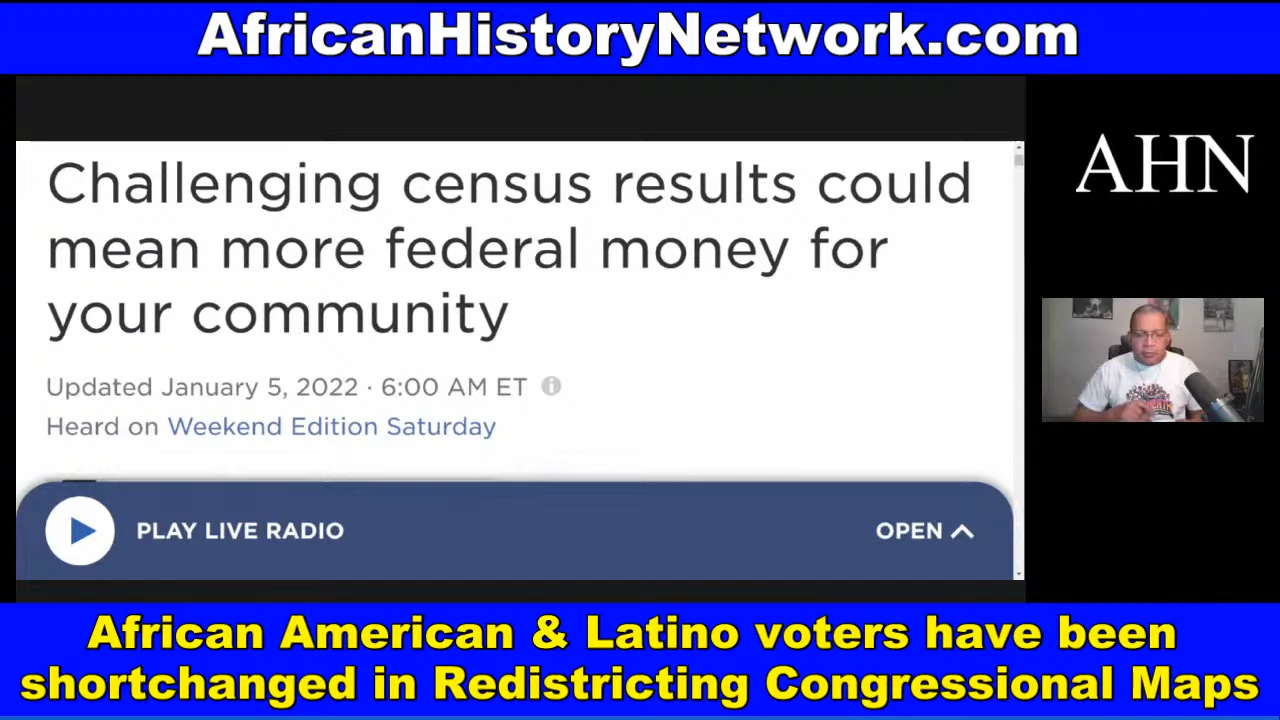 AfricanHistoryNetwork.com
AHN
Challenging census results could
mean more federal money for
your community
Updated January 5, 2022 · 6:00 AM ET
Heard on Weekend Edition Saturday
PLAY LIVE RADIO
OPEN
African American & Latino voters have been
shortchanged in Redistricting Congressional Maps